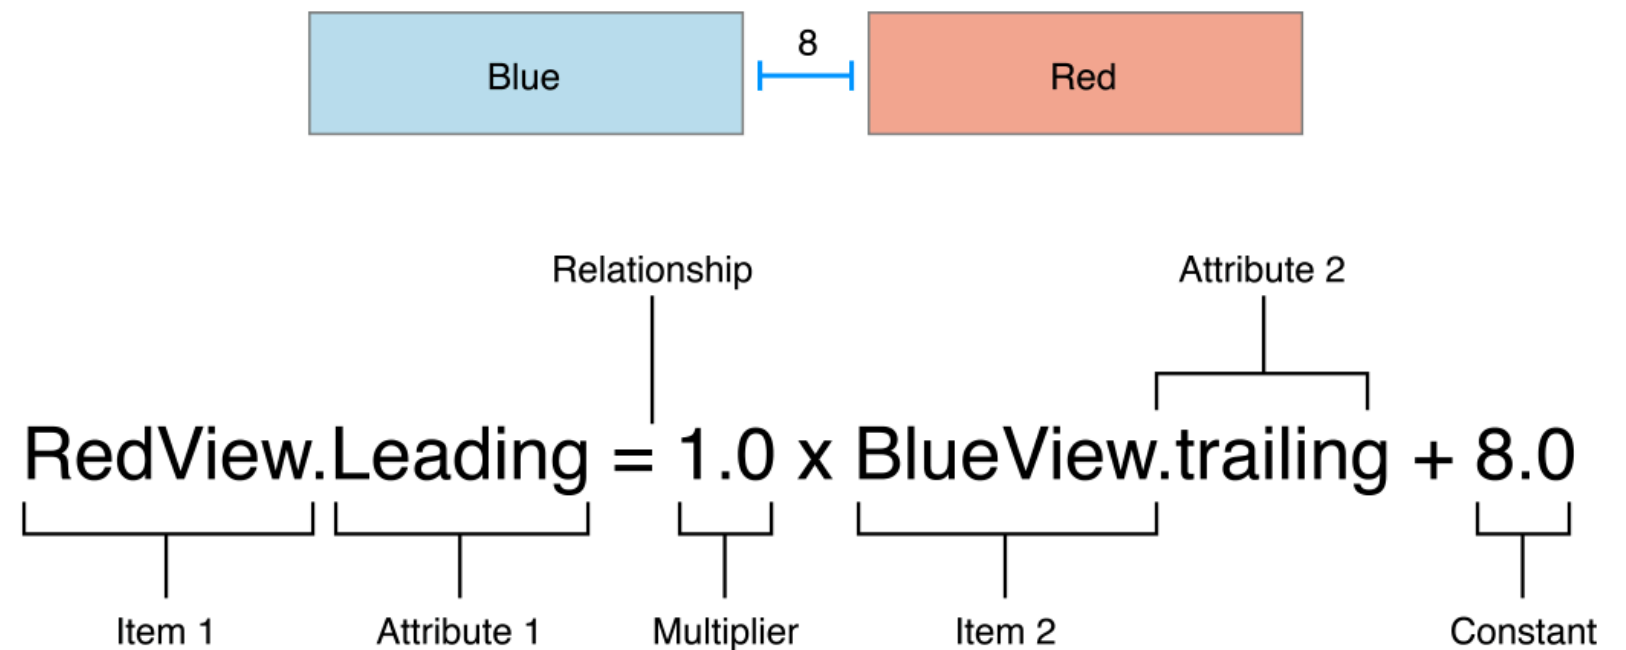 8
Blue
Red
Relationship
Attribute 2
RedView.Leading = 1.0 x BlueView.trailing + 8.0
Item 1
Attribute 1
Multiplier
Item 2
Constant